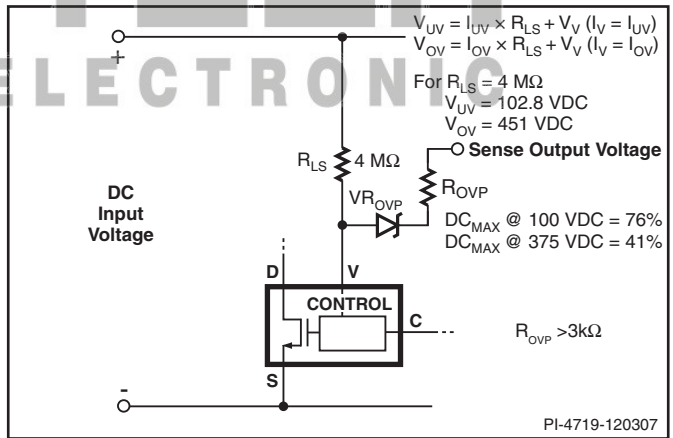 V_UV = I_UV × R_LS + V_V (I_V = I_UV)
V_OV = I_OV × R_LS + V_V (I_V = I_OV)
+
ELECTRONIC
For R_LS = 4 MΩ
V_UV = 102.8 VDC
V_OV = 451 VDC
Sense Output Voltage
R_LS
4 MΩ
R_OVP
VR_OVP
DC
Input
Voltage
DC_MAX @ 100 VDC = 76%
DC_MAX @ 375 VDC = 41%
D
V
CONTROL
C
R_OVP >3kΩ
S
-
PI-4719-120307